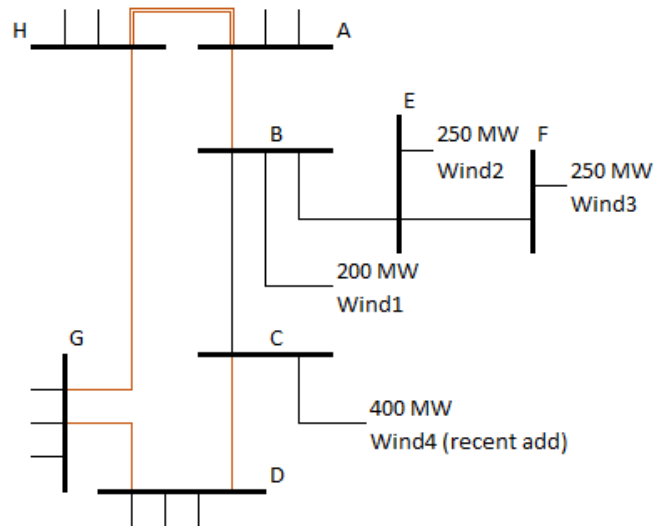 H
A
E
B
250 MW
F
Wind2
250 MW
Wind3
200 MW
Wind1
G
C
400 MW
Wind4 (recent add)
D